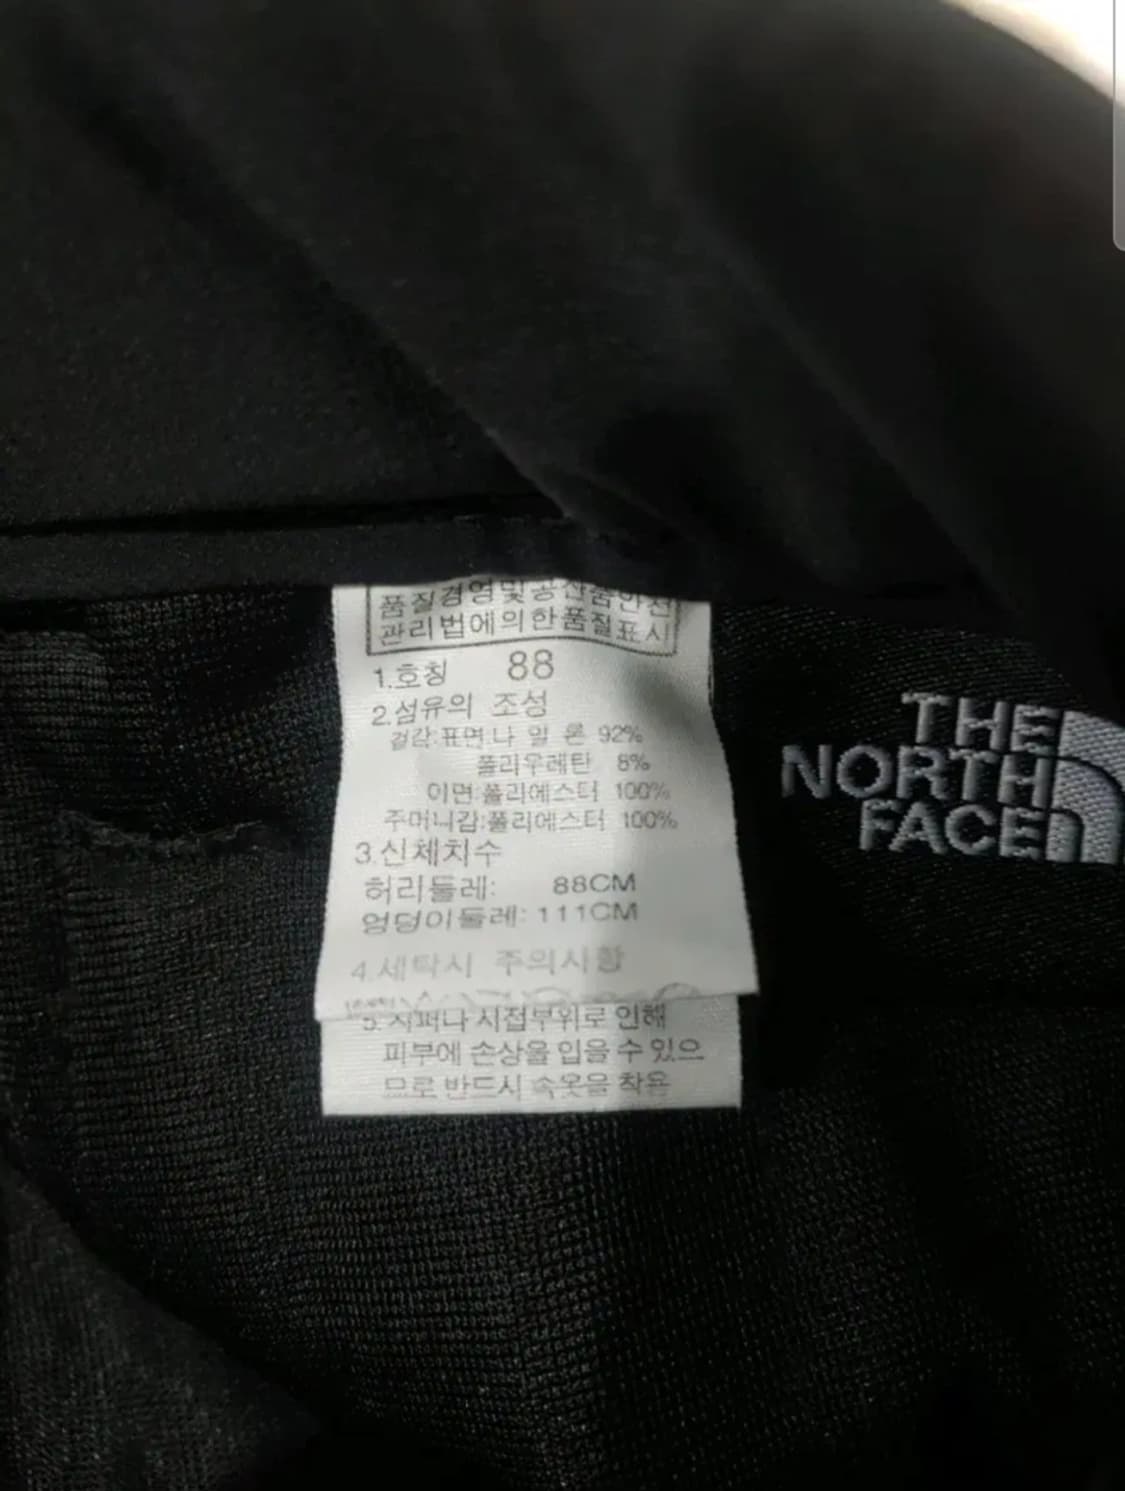 품질경영및공산품안전
관리법에의한품질표시
1.호칭 88
2.섬유의 조성
겉감:표면:나 일 론 92%
폴리우레탄 8%
이면:폴리에스터 100%
주머니감:폴리에스터 100%
3.신체치수
허리둘레: 88CM
엉덩이둘레: 111CM
4.세탁시 주의사항
5. 지퍼나 시접부위로 인해
피부에 손상을 입을 수 있으
므로 반드시 속옷을 착용
THE
NORTH
FACE